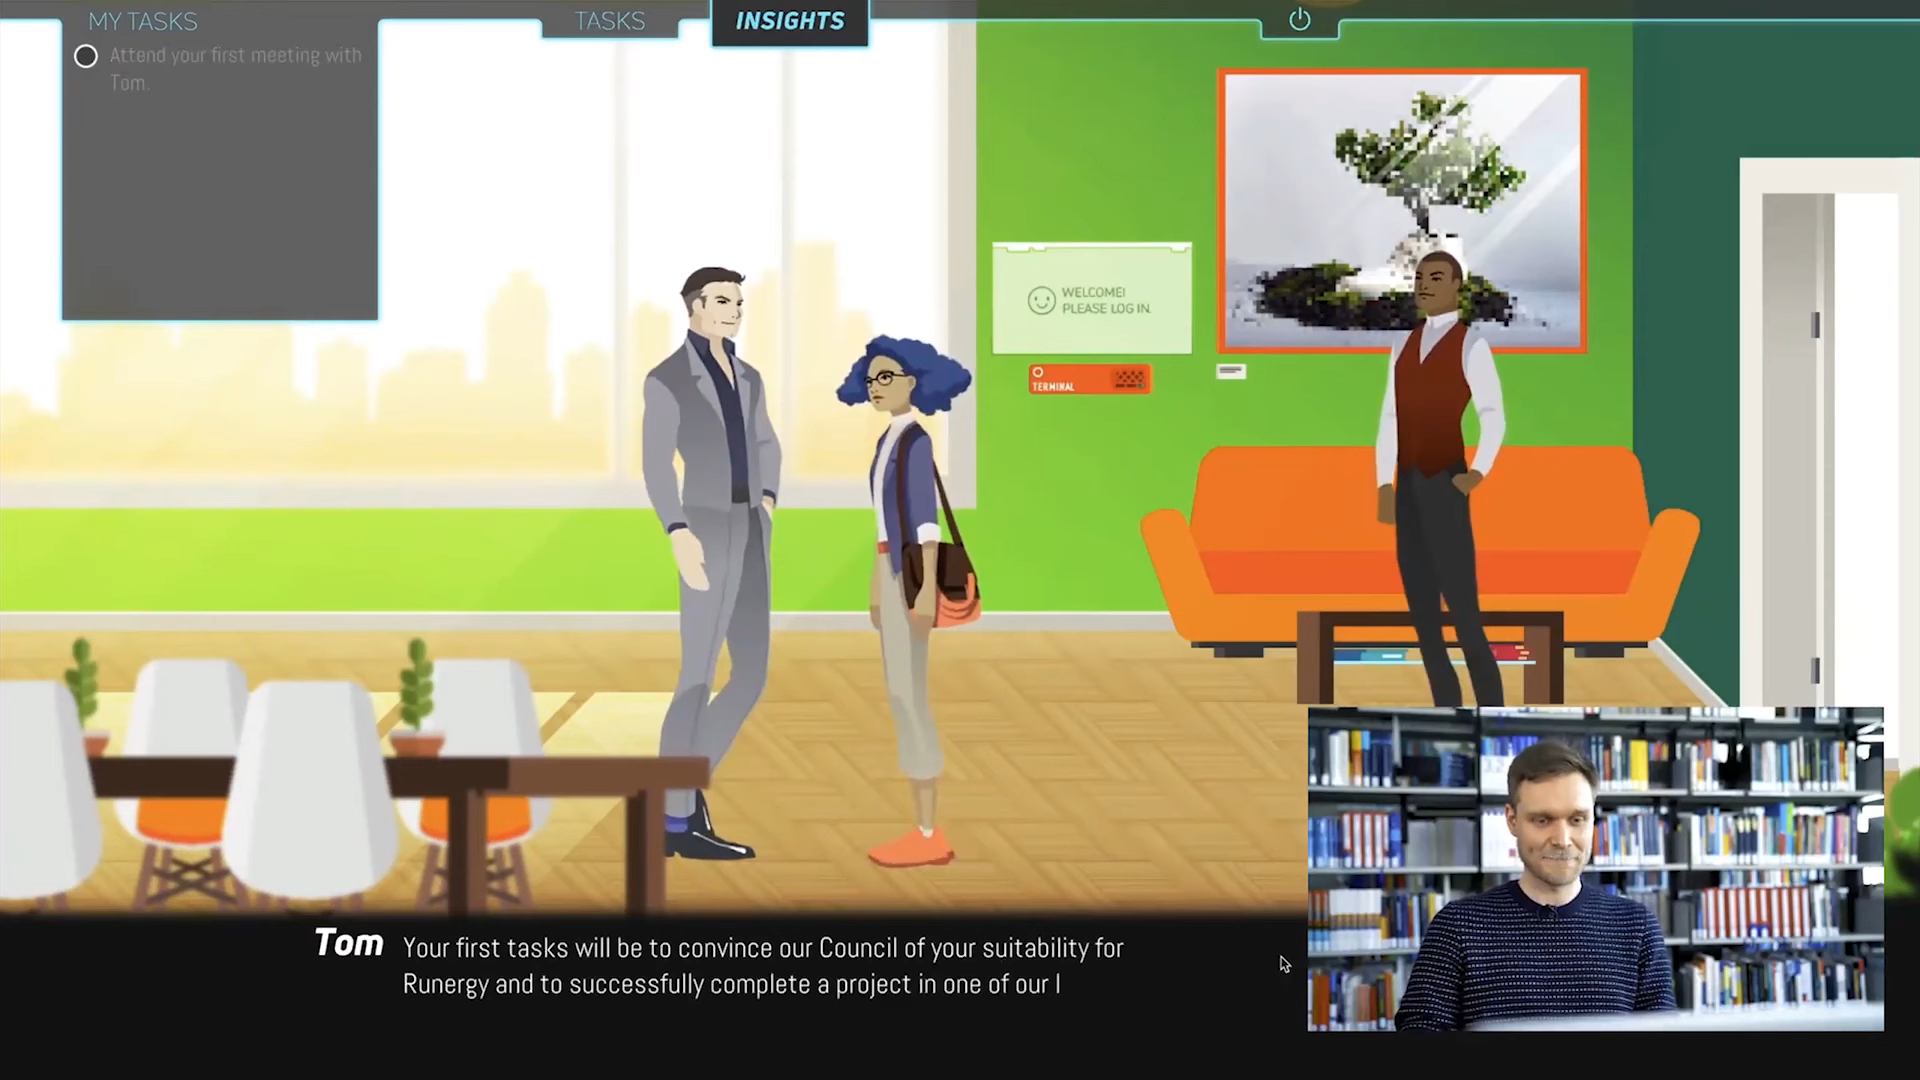 MY TASKS
Attend your first meeting with
Tom.
TASKS
INSIGHTS
WELCOME!
PLEASE LOG IN.
TERMINAL
Tom
Your first tasks will be to convince our Council of your suitability for
Runergy and to successfully complete a project in one of our l